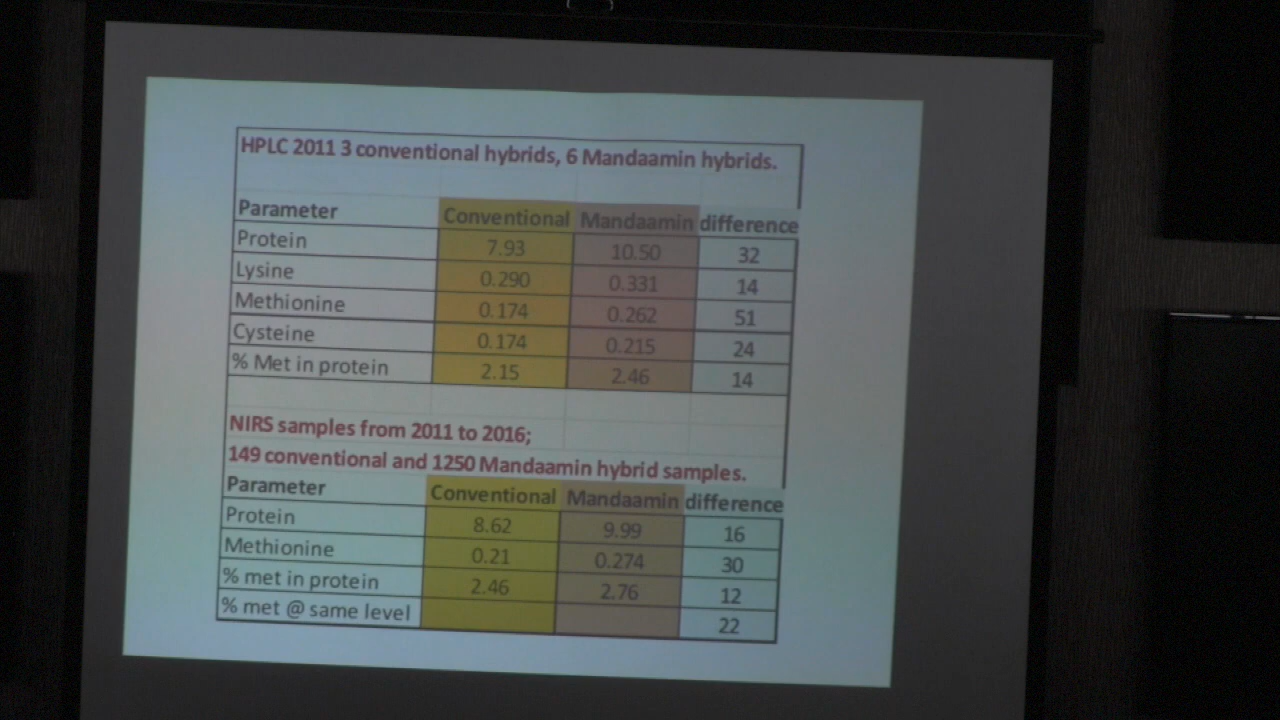 HPLC 2011 3 conventional hybrids, 6 Mandaamin hybrids.
Parameter Conventional Mandaamin difference
Protein 7.93 10.50 32
Lysine 0.290 0.331 14
Methionine 0.174 0.262 51
Cysteine 0.174 0.215 24
% Met in protein 2.15 2.46 14
NIRS samples from 2011 to 2016;
149 conventional and 1250 Mandaamin hybrid samples.
Parameter Conventional Mandaamin difference
Protein 8.62 9.99 16
Methionine 0.21 0.274 30
% met in protein 2.46 2.76 12
% met @ same level 22